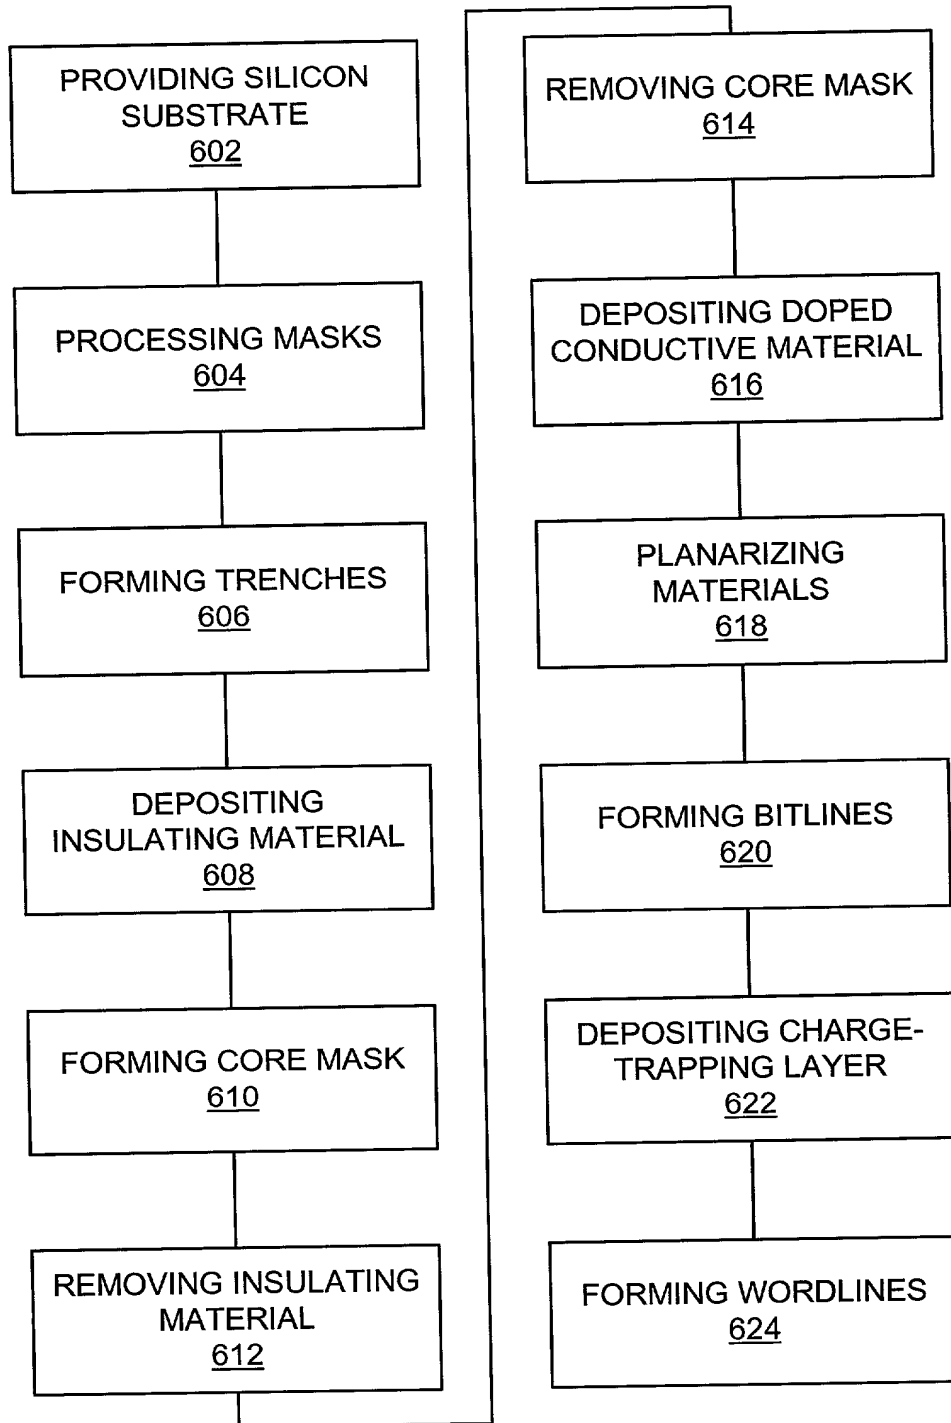 PROVIDING SILICON
SUBSTRATE
602
PROCESSING MASKS
604
FORMING TRENCHES
606
DEPOSITING
INSULATING MATERIAL
608
FORMING CORE MASK
610
REMOVING INSULATING
MATERIAL
612
REMOVING CORE MASK
614
DEPOSITING DOPED
CONDUCTIVE MATERIAL
616
PLANARIZING
MATERIALS
618
FORMING BITLINES
620
DEPOSITING CHARGE-
TRAPPING LAYER
622
FORMING WORDLINES
624